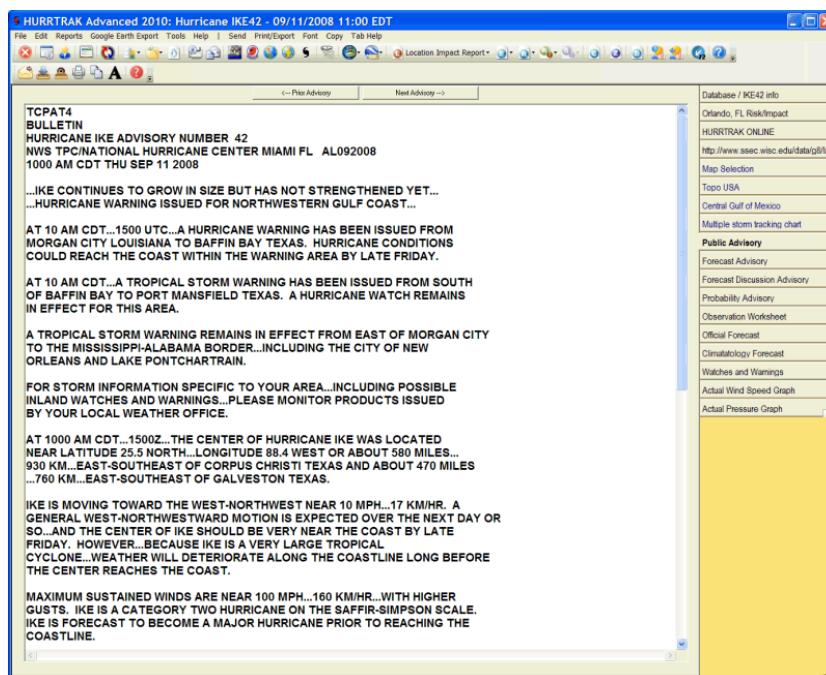 HURRTRAK Advanced 2010: Hurricane IKE42 - 09/11/2008 11:00 EDT
File Edit Reports Google Earth Export Tools Help | Send Print/Export Font Copy Tab Help
Location Impact Report
<-- Prior Advisory Next Advisory -->
TCPAT4
BULLETIN
HURRICANE IKE ADVISORY NUMBER 42
NWS TPC/NATIONAL HURRICANE CENTER MIAMI FL AL092008
1000 AM CDT THU SEP 11 2008
...IKE CONTINUES TO GROW IN SIZE BUT HAS NOT STRENGTHENED YET...
...HURRICANE WARNING ISSUED FOR NORTHWESTERN GULF COAST...
AT 10 AM CDT...1500 UTC...A HURRICANE WARNING HAS BEEN ISSUED FROM
MORGAN CITY LOUISIANA TO BAFFIN BAY TEXAS. HURRICANE CONDITIONS
COULD REACH THE COAST WITHIN THE WARNING AREA BY LATE FRIDAY.
AT 10 AM CDT...A TROPICAL STORM WARNING HAS BEEN ISSUED FROM SOUTH
OF BAFFIN BAY TO PORT MANSFIELD TEXAS. A HURRICANE WATCH REMAINS
IN EFFECT FOR THIS AREA.
A TROPICAL STORM WARNING REMAINS IN EFFECT FROM EAST OF MORGAN CITY
TO THE MISSISSIPPI-ALABAMA BORDER...INCLUDING THE CITY OF NEW
ORLEANS AND LAKE PONTCHARTRAIN.
FOR STORM INFORMATION SPECIFIC TO YOUR AREA...INCLUDING POSSIBLE
INLAND WATCHES AND WARNINGS...PLEASE MONITOR PRODUCTS ISSUED
BY YOUR LOCAL WEATHER OFFICE.
AT 1000 AM CDT...1500Z...THE CENTER OF HURRICANE IKE WAS LOCATED
NEAR LATITUDE 25.5 NORTH...LONGITUDE 88.4 WEST OR ABOUT 580 MILES...
930 KM...EAST-SOUTHEAST OF CORPUS CHRISTI TEXAS AND ABOUT 470 MILES
...760 KM...EAST-SOUTHEAST OF GALVESTON TEXAS.
IKE IS MOVING TOWARD THE WEST-NORTHWEST NEAR 10 MPH...17 KM/HR. A
GENERAL WEST-NORTHWESTWARD MOTION IS EXPECTED OVER THE NEXT DAY OR
SO...AND THE CENTER OF IKE SHOULD BE VERY NEAR THE COAST BY LATE
FRIDAY. HOWEVER...BECAUSE IKE IS A VERY LARGE TROPICAL
CYCLONE...WEATHER WILL DETERIORATE ALONG THE COASTLINE LONG BEFORE
THE CENTER REACHES THE COAST.
MAXIMUM SUSTAINED WINDS ARE NEAR 100 MPH...160 KM/HR...WITH HIGHER
GUSTS. IKE IS A CATEGORY TWO HURRICANE ON THE SAFFIR-SIMPSON SCALE.
IKE IS FORECAST TO BECOME A MAJOR HURRICANE PRIOR TO REACHING THE
COASTLINE.
Database / IKE42 info
Orlando, FL Risk/Impact
HURRTRAK ONLINE
http://www.ssec.wisc.edu/data/g8/
Map Selection
Topo USA
Central Gulf of Mexico
Multiple storm tracking chart
Public Advisory
Forecast Advisory
Forecast Discussion Advisory
Probability Advisory
Observation Worksheet
Official Forecast
Climatatology Forecast
Watches and Warnings
Actual Wind Speed Graph
Actual Pressure Graph